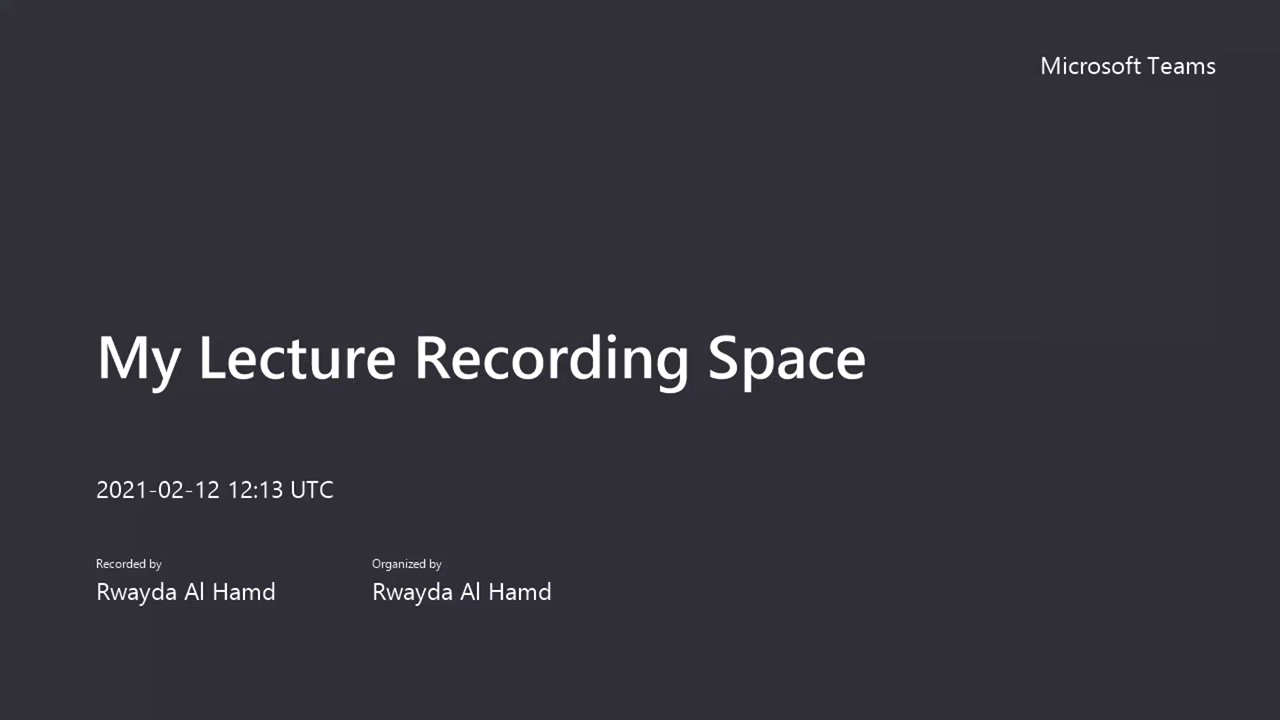 Microsoft Teams
My Lecture Recording Space
2021-02-12 12:13 UTC
Recorded by
Rwayda Al Hamd
Organized by
Rwayda Al Hamd